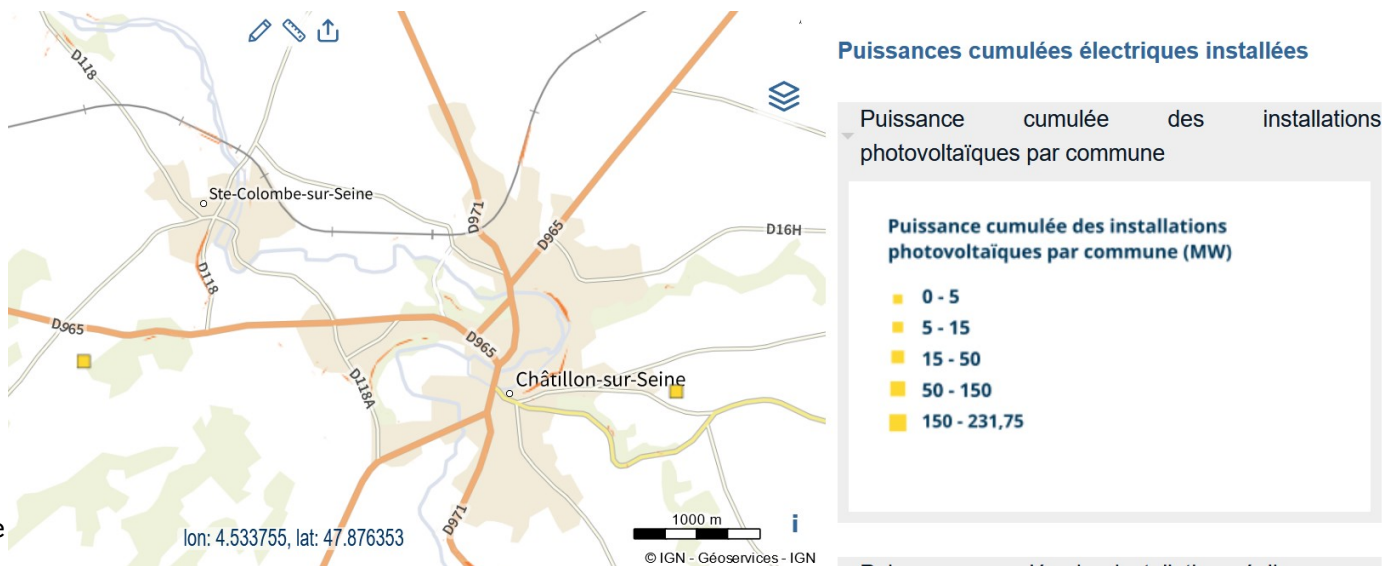 D118
Ste-Colombe-sur-Seine
D971
D965
D16H
D118
D965
D965
Châtillon-sur-Seine
D118A
D971
e
lon: 4.533755, lat: 47.876353
1000 m
i
© IGN - Géoservices - IGN
Puissances cumulées électriques installées
Puissance cumulée des installations
photovoltaïques par commune
Puissance cumulée des installations
photovoltaïques par commune (MW)
0 - 5
5 - 15
15 - 50
50 - 150
150 - 231,75